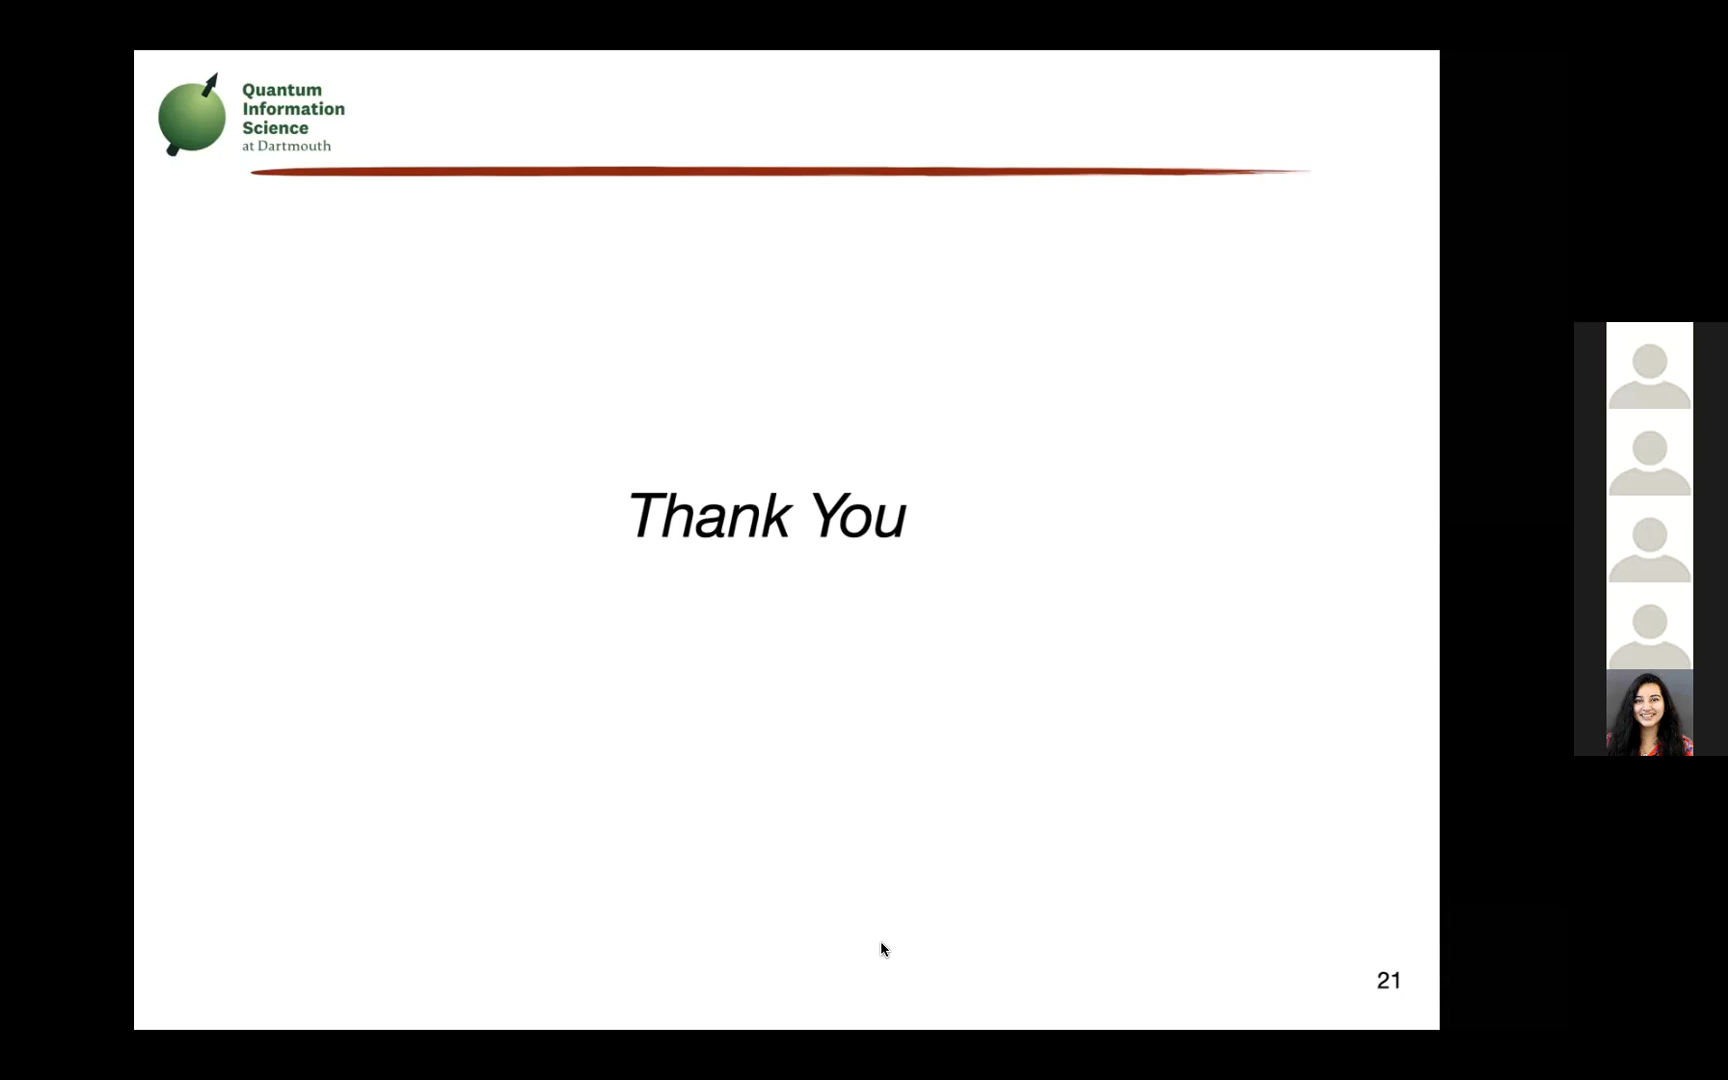 Quantum
Information
Science
at Dartmouth
Thank You
21